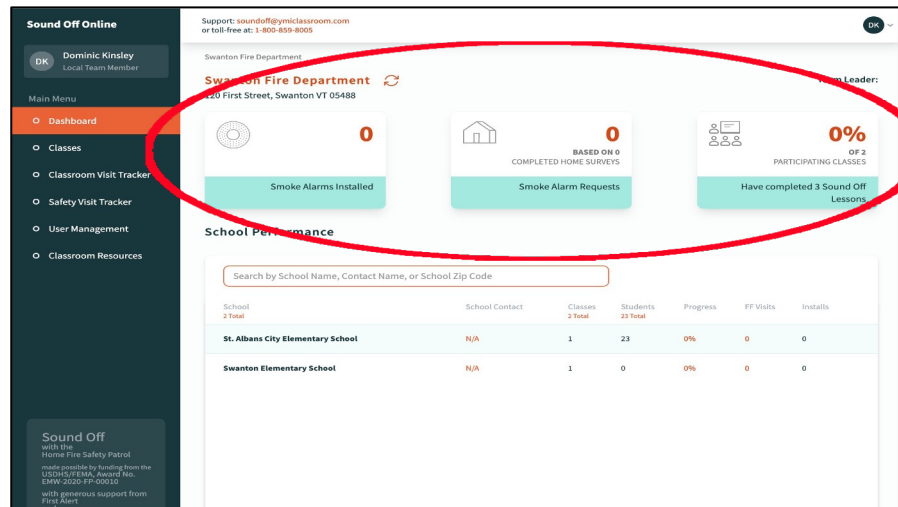 Sound Off Online
DK
Dominic Kinsley
Local Team Member
Main Menu
Dashboard
Classes
Classroom Visit Tracker
Safety Visit Tracker
User Management
Classroom Resources
Sound Off
with the
Home Fire Safety Patrol
made possible by funding from the
USDHS/FEMA, Award No.
EMW-2020-FP-00010
with generous support from
First Alert
Support: soundoff@ymiclassroom.com
or toll-free at: 1-800-859-8005
DK
Swanton Fire Department
Swanton Fire Department
120 First Street, Swanton VT 05488
Team Leader:
0
Smoke Alarms Installed
0
BASED ON 0
COMPLETED HOME SURVEYS
Smoke Alarm Requests
0%
OF 2
PARTICIPATING CLASSES
Have completed 3 Sound Off
Lessons
School Performance
Search by School Name, Contact Name, or School Zip Code
School School Contact Classes Students Progress FF Visits Installs
2 Total 2 Total 23 Total
St. Albans City Elementary School N/A 1 23 0% 0 0
Swanton Elementary School N/A 1 0 0% 0 0